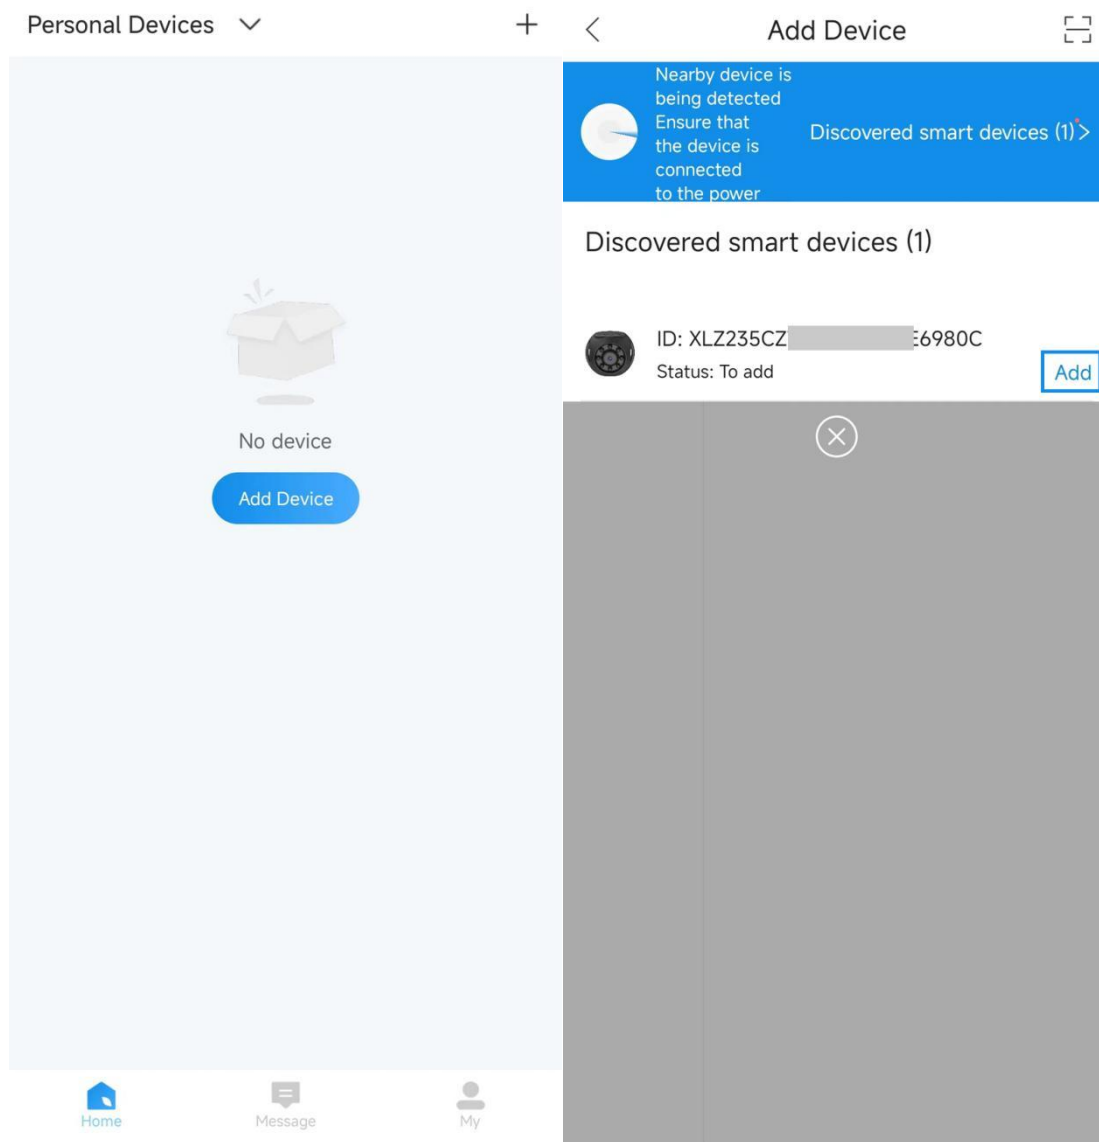 Personal Devices
No device
Add Device
Home
Message
My
Add Device
Nearby device is
being detected
Ensure that
the device is
connected
to the power
Discovered smart devices (1)
Discovered smart devices (1)
ID: XLZ235CZ E6980C
Status: To add
Add